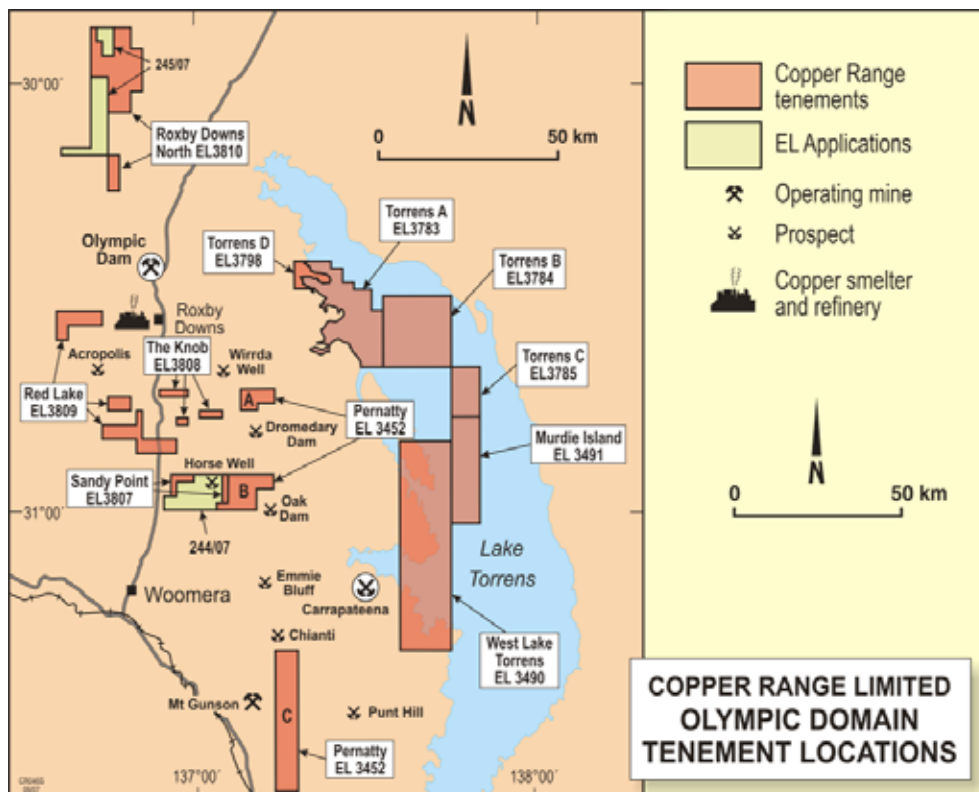 245/07
30°00´
Roxby Downs
North EL3810
N
0
50 km
Torrens A
EL3783
Torrens D
EL3798
Torrens B
EL3784
Olympic
Dam
Roxby
Downs
The Knob
EL3808
Acropolis
Wirrda
Well
Torrens C
EL3785
Red Lake
EL3809
A
Pernatty
EL 3452
Dromedary
Dam
Murdie Island
EL 3491
Horse Well
Sandy Point
EL3807
B
Oak
Dam
31°00´
244/07
Lake
Torrens
Emmie
Bluff
Woomera
Carrapateena
Chianti
West Lake
Torrens
EL 3490
Mt Gunson
C
Punt Hill
Pernatty
EL 3452
137°00´
138°00´
Copper Range
tenements
EL Applications
Operating mine
Prospect
Copper smelter
and refinery
N
0
50 km
COPPER RANGE LIMITED
OLYMPIC DOMAIN
TENEMENT LOCATIONS